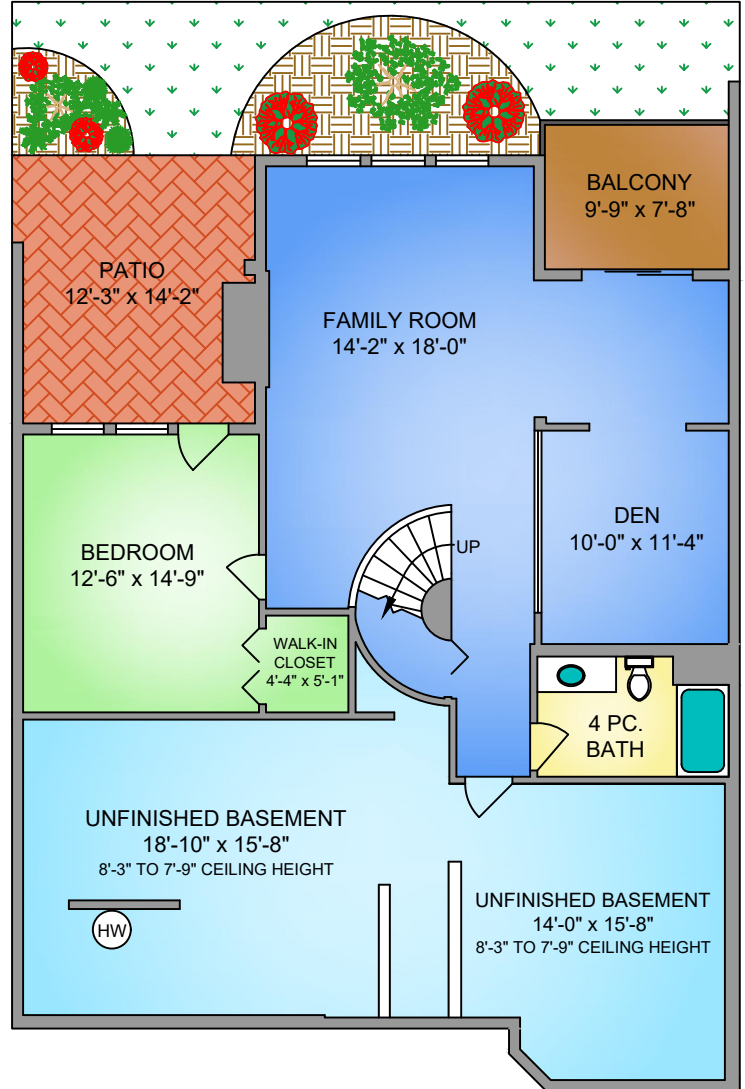 BALCONY
9'-9" x 7'-8"
PATIO
12'-3" x 14'-2"
FAMILY ROOM
14'-2" x 18'-0"
DEN
10'-0" x 11'-4"
UP
BEDROOM
12'-6" x 14'-9"
WALK-IN
CLOSET
4'-4" x 5'-1"
4 PC.
BATH
UNFINISHED BASEMENT
18'-10" x 15'-8"
8'-3" TO 7'-9" CEILING HEIGHT
HW
UNFINISHED BASEMENT
14'-0" x 15'-8"
8'-3" TO 7'-9" CEILING HEIGHT